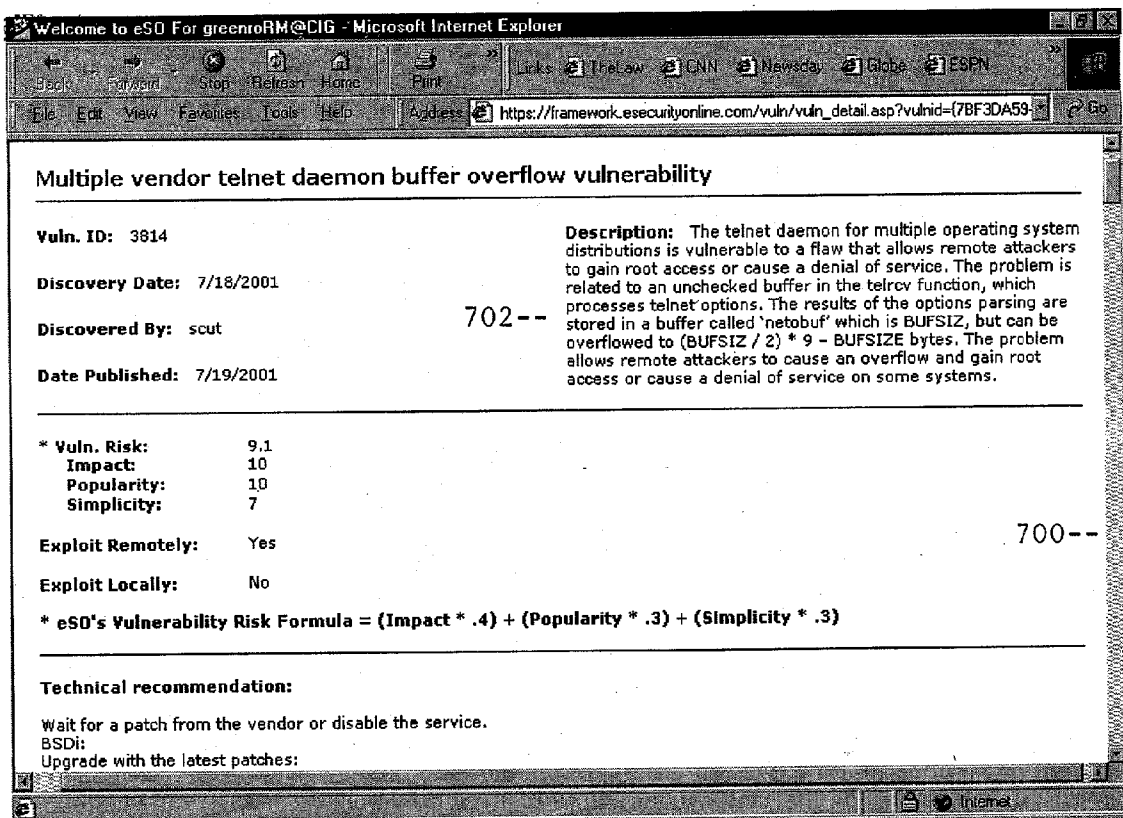 Welcome to eSO For greenroRM@CIG - Microsoft Internet Explorer
Back Forward Stop Refresh Home Print » Links TheLaw CNN Newsday Globe ESPN »
File Edit View Favorites Tools Help Address https://framework.esecurityonline.com/vuln/vuln_detail.asp?vulnid={7BF3DA59- Go
Multiple vendor telnet daemon buffer overflow vulnerability
Vuln. ID: 3814
Discovery Date: 7/18/2001
Discovered By: scut
Date Published: 7/19/2001
702--
Description: The telnet daemon for multiple operating system
distributions is vulnerable to a flaw that allows remote attackers
to gain root access or cause a denial of service. The problem is
related to an unchecked buffer in the telrcv function, which
processes telnet options. The results of the options parsing are
stored in a buffer called 'netobuf' which is BUFSIZ, but can be
overflowed to (BUFSIZ / 2) * 9 - BUFSIZE bytes. The problem
allows remote attackers to cause an overflow and gain root
access or cause a denial of service on some systems.
* Vuln. Risk: 9.1
Impact: 10
Popularity: 10
Simplicity: 7
Exploit Remotely: Yes
700--
Exploit Locally: No
* eSO's Vulnerability Risk Formula = (Impact * .4) + (Popularity * .3) + (Simplicity * .3)
Technical recommendation:
Wait for a patch from the vendor or disable the service.
BSDi:
Upgrade with the latest patches:
Internet